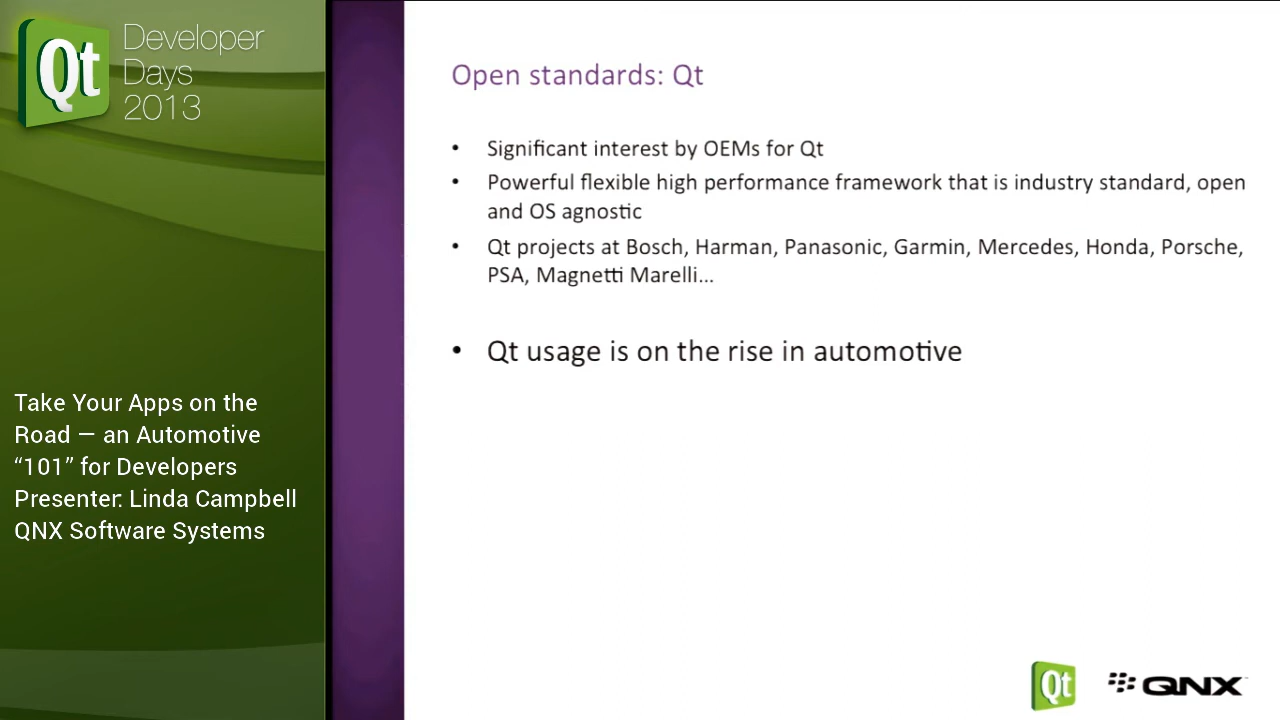 Qt
Developer
Days
2013
Take Your Apps on the
Road — an Automotive
“101” for Developers
Presenter: Linda Campbell
QNX Software Systems
Open standards: Qt
• Significant interest by OEMs for Qt
• Powerful flexible high performance framework that is industry standard, open
and OS agnostic
• Qt projects at Bosch, Harman, Panasonic, Garmin, Mercedes, Honda, Porsche,
PSA, Magnetti Marelli...
• Qt usage is on the rise in automotive
Qt
QNX